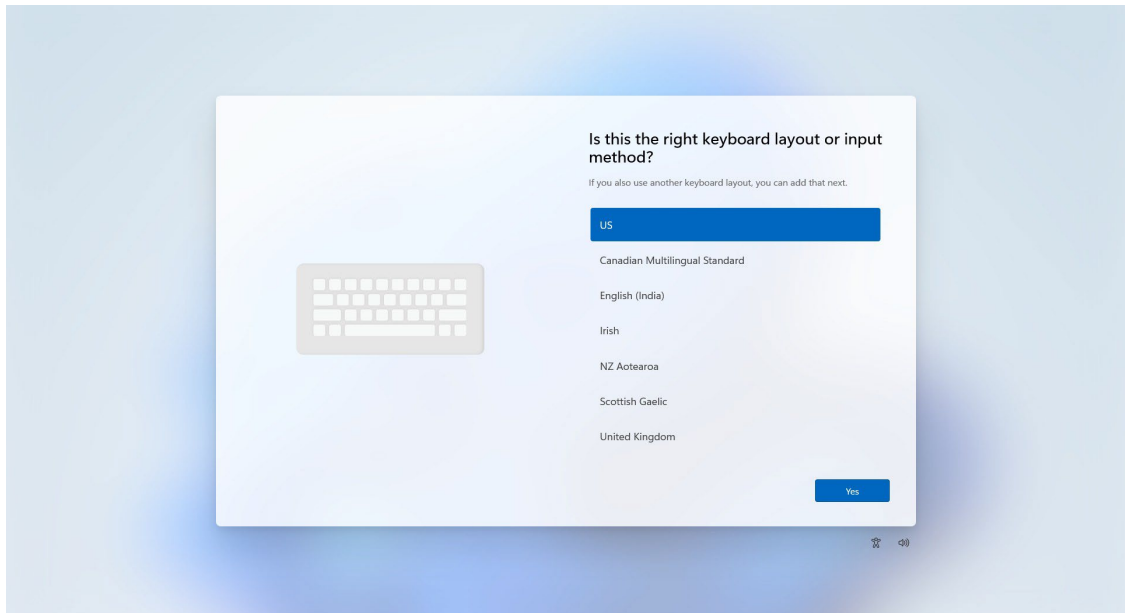 Is this the right keyboard layout or input
method?
If you also use another keyboard layout, you can add that next.
US
Canadian Multilingual Standard
English (India)
Irish
NZ Aotearoa
Scottish Gaelic
United Kingdom
Yes